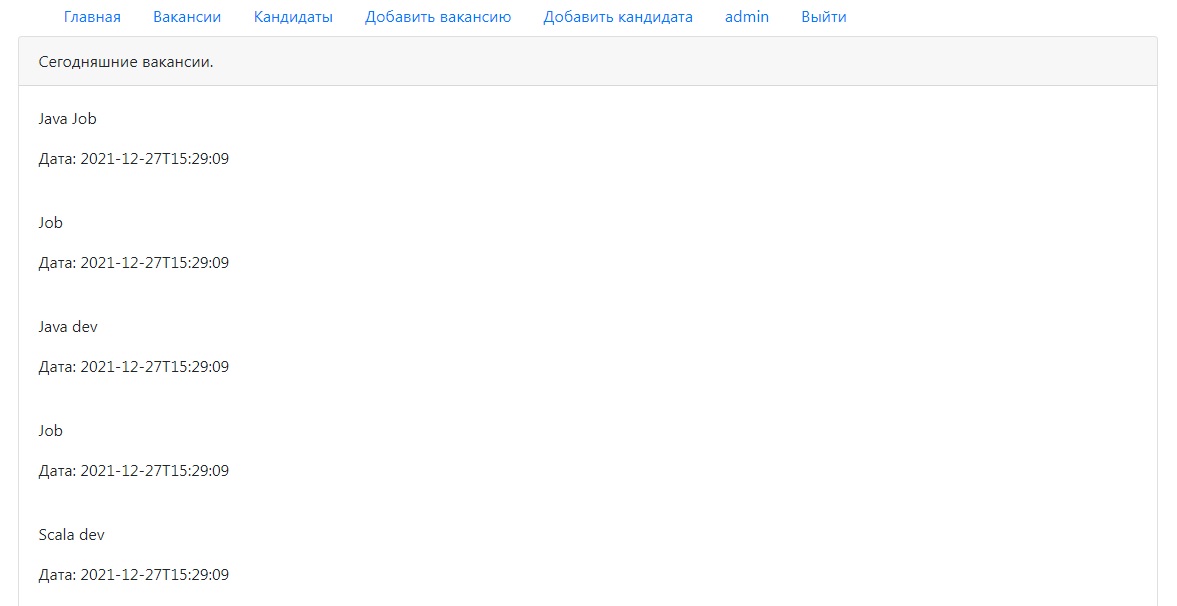 Главная Вакансии Кандидаты Добавить вакансию Добавить кандидата admin Выйти
Сегодняшние вакансии.
Java Job
Дата: 2021-12-27T15:29:09
Job
Дата: 2021-12-27T15:29:09
Java dev
Дата: 2021-12-27T15:29:09
Job
Дата: 2021-12-27T15:29:09
Scala dev
Дата: 2021-12-27T15:29:09